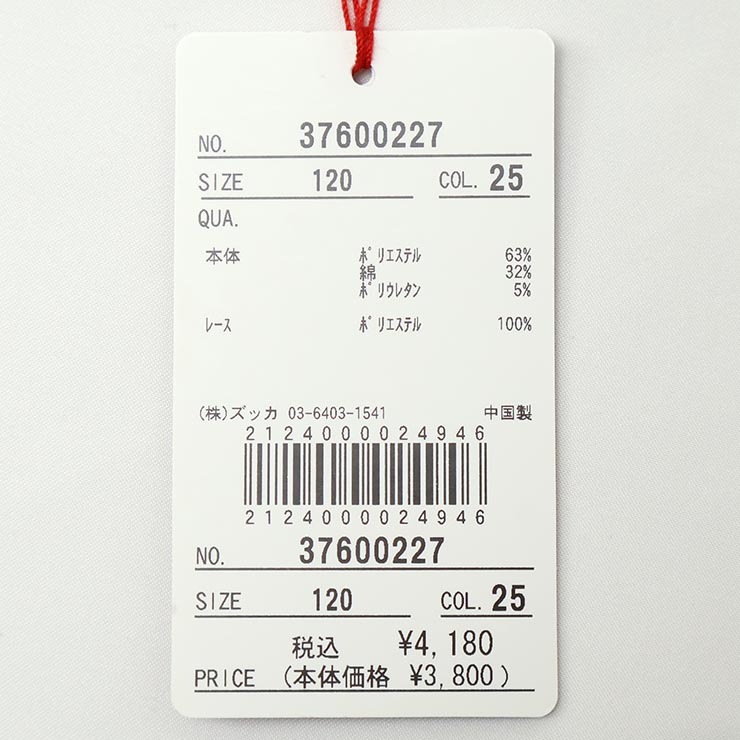 NO. 37600227
SIZE 120 COL. 25
QUA.
本体 ﾎﾟﾘｴｽﾃﾙ 63%
綿 32%
ﾎﾟﾘｳﾚﾀﾝ 5%
ﾚｰｽ ﾎﾟﾘｴｽﾃﾙ 100%
(株)ズッカ 03-6403-1541 中国製
2124000024946
2124000024946
NO. 37600227
SIZE 120 COL. 25
税込 ¥4,180
PRICE (本体価格 ¥3,800)